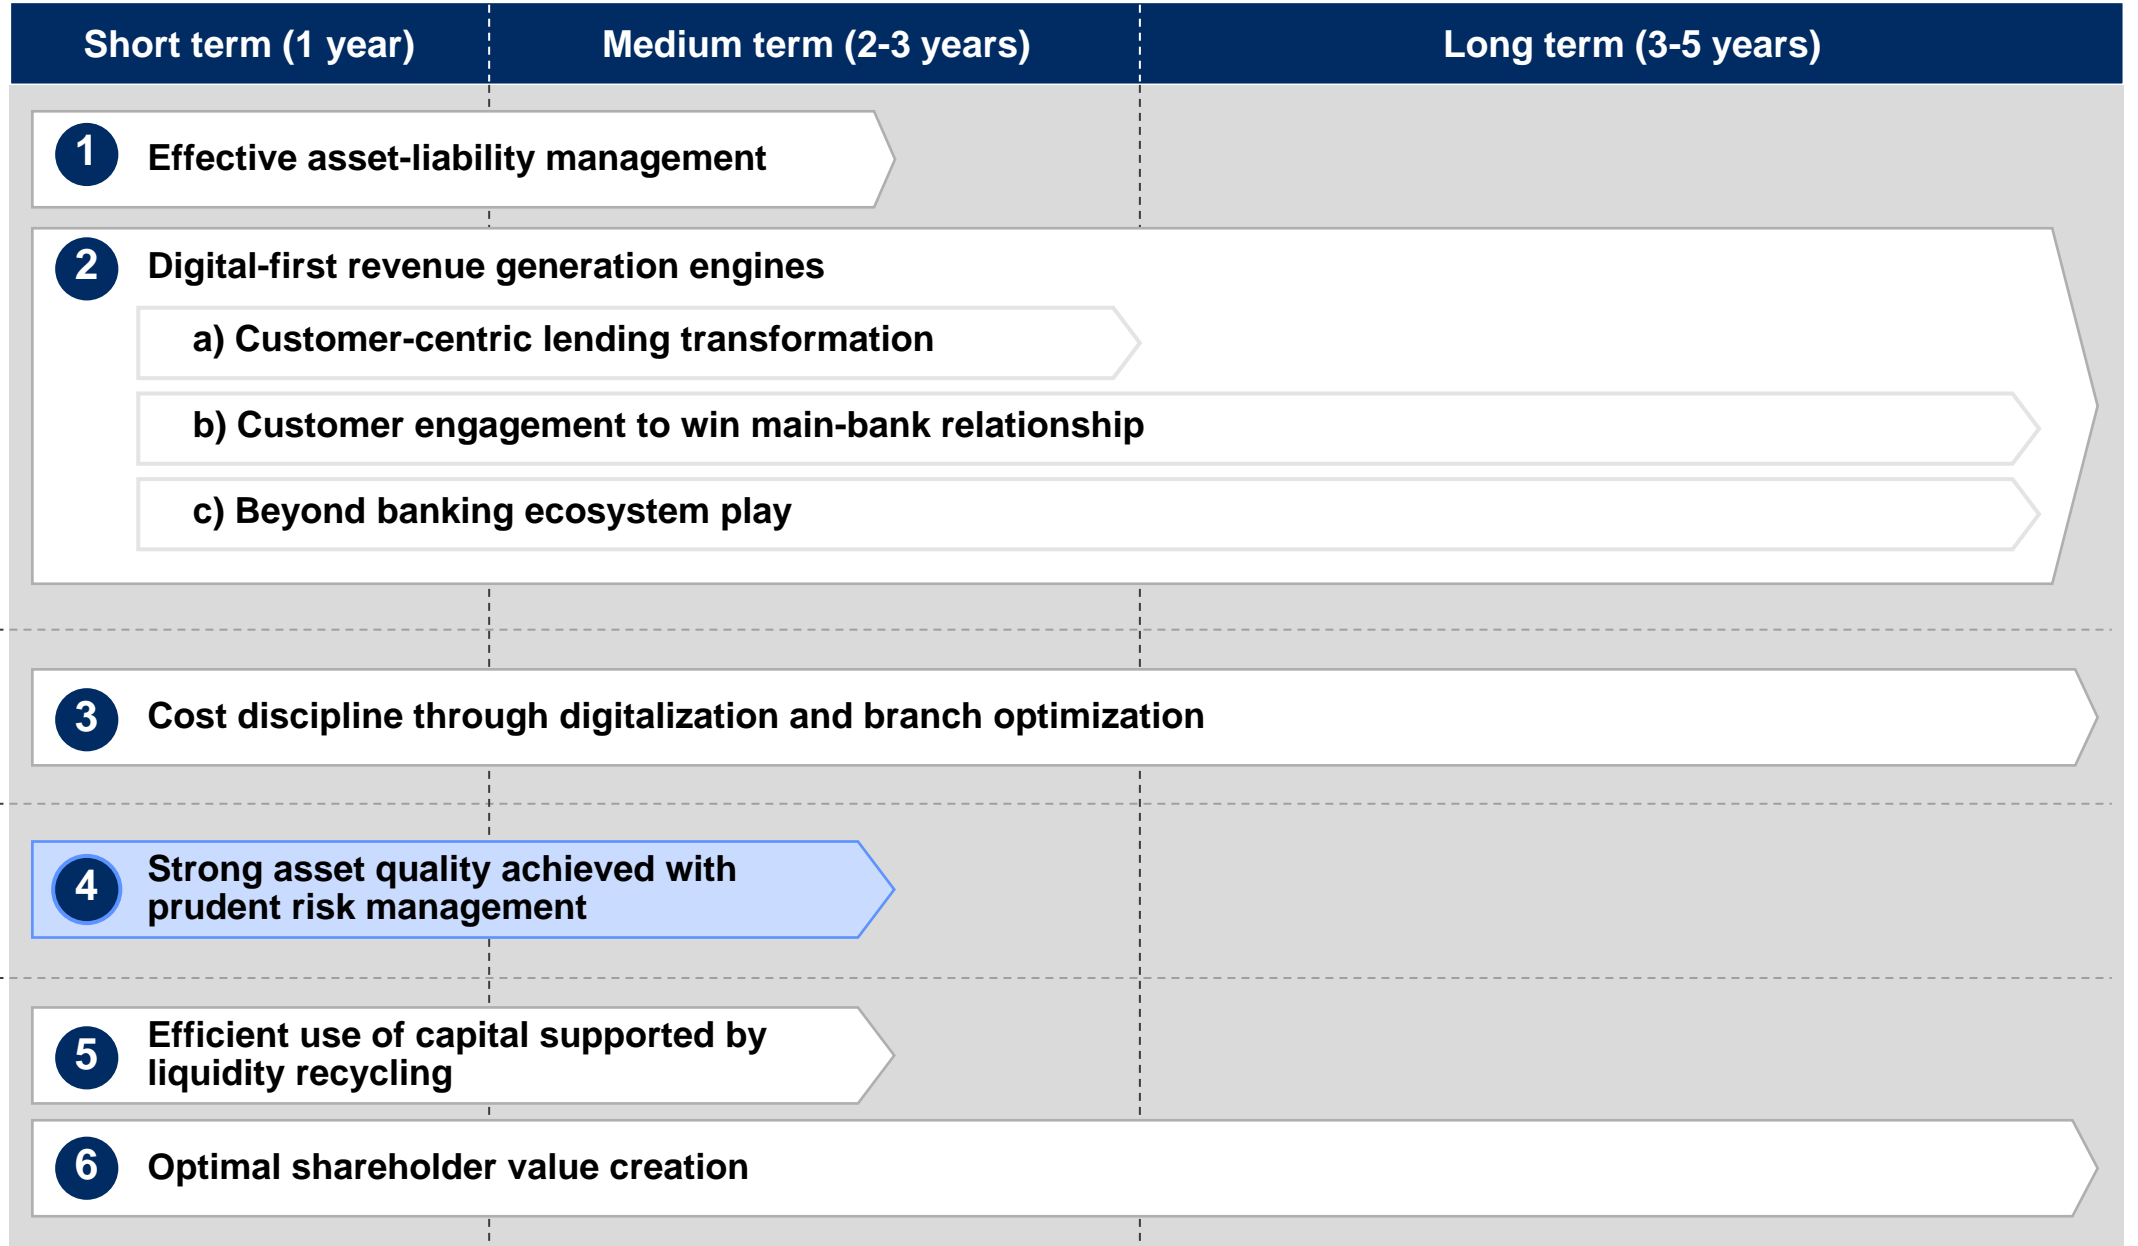 Short term (1 year)
Medium term (2-3 years)
Long term (3-5 years)
1
Effective asset-liability management
2
Digital-first revenue generation engines
a) Customer-centric lending transformation
b) Customer engagement to win main-bank relationship
c) Beyond banking ecosystem play
3
Cost discipline through digitalization and branch optimization
4
Strong asset quality achieved with
prudent risk management
5
Efficient use of capital supported by
liquidity recycling
6
Optimal shareholder value creation